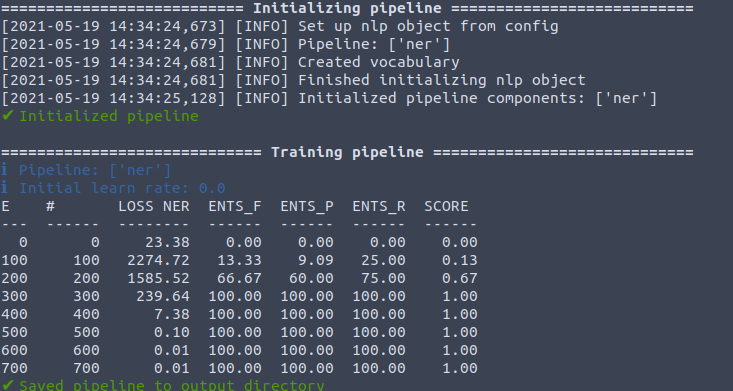 =========================== Initializing pipeline ===========================
[2021-05-19 14:34:24,673] [INFO] Set up nlp object from config
[2021-05-19 14:34:24,679] [INFO] Pipeline: ['ner']
[2021-05-19 14:34:24,681] [INFO] Created vocabulary
[2021-05-19 14:34:24,681] [INFO] Finished initializing nlp object
[2021-05-19 14:34:25,128] [INFO] Initialized pipeline components: ['ner']
✔ Initialized pipeline
============================= Training pipeline =============================
ℹ Pipeline: ['ner']
ℹ Initial learn rate: 0.0
E    #       LOSS NER  ENTS_F  ENTS_P  ENTS_R  SCORE
---  ------  --------  ------  ------  ------  ------
  0       0     23.38    0.00    0.00    0.00    0.00
100     100   2274.72   13.33    9.09   25.00    0.13
200     200   1585.52   66.67   60.00   75.00    0.67
300     300    239.64  100.00  100.00  100.00    1.00
400     400      7.38  100.00  100.00  100.00    1.00
500     500      0.10  100.00  100.00  100.00    1.00
600     600      0.01  100.00  100.00  100.00    1.00
700     700      0.01  100.00  100.00  100.00    1.00
✔ Saved pipeline to output directory